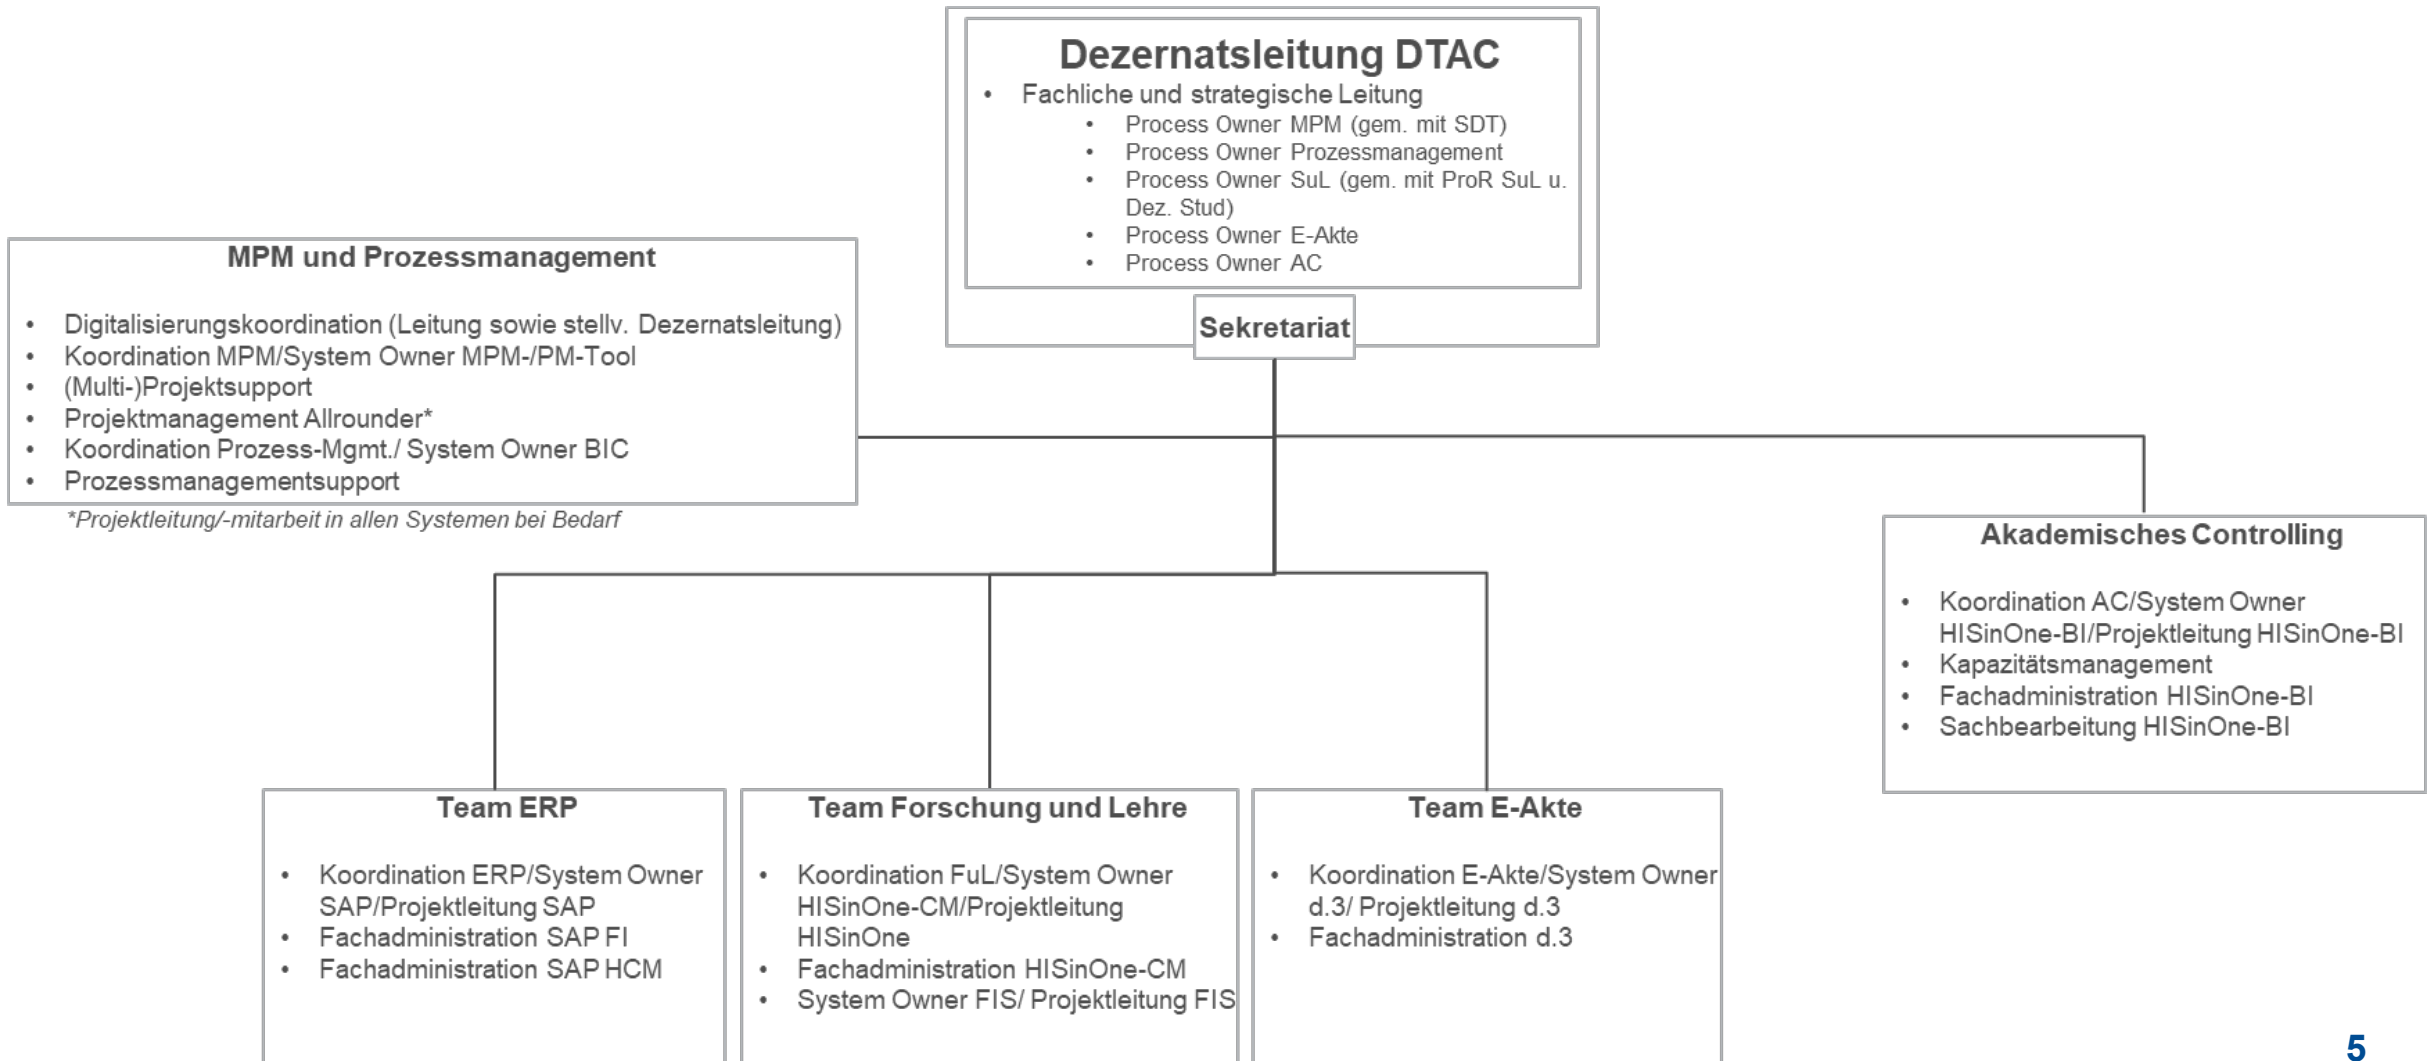 Dezernatsleitung DTAC
• Fachliche und strategische Leitung
• Process Owner MPM (gem. mit SDT)
• Process Owner Prozessmanagement
• Process Owner SuL (gem. mit ProR SuL u.
Dez. Stud)
• Process Owner E-Akte
• Process Owner AC
Sekretariat
MPM und Prozessmanagement
• Digitalisierungskoordination (Leitung sowie stellv. Dezernatsleitung)
• Koordination MPM/System Owner MPM-/PM-Tool
• (Multi-)Projektsupport
• Projektmanagement Allrounder*
• Koordination Prozess-Mgmt./ System Owner BIC
• Prozessmanagementsupport
*Projektleitung/-mitarbeit in allen Systemen bei Bedarf
Akademisches Controlling
• Koordination AC/System Owner
HISinOne-BI/Projektleitung HISinOne-BI
• Kapazitätsmanagement
• Fachadministration HISinOne-BI
• Sachbearbeitung HISinOne-BI
Team ERP
• Koordination ERP/System Owner
SAP/Projektleitung SAP
• Fachadministration SAP FI
• Fachadministration SAP HCM
Team Forschung und Lehre
• Koordination FuL/System Owner
HISinOne-CM/Projektleitung
HISinOne
• Fachadministration HISinOne-CM
• System Owner FIS/ Projektleitung FIS
Team E-Akte
• Koordination E-Akte/System Owner
d.3/ Projektleitung d.3
• Fachadministration d.3
5